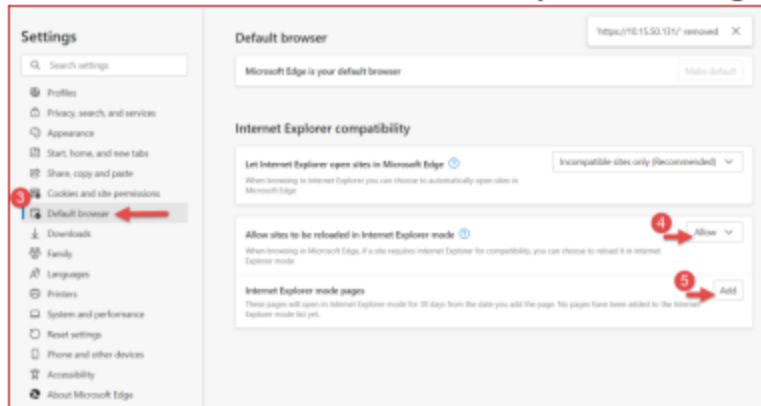 Settings
Search settings
Profiles
Privacy, search, and services
Appearance
Start, home, and new tabs
Share, copy and paste
3
Cookies and site permissions
Default browser
Downloads
Family
Languages
Printers
System and performance
Reset settings
Phone and other devices
Accessibility
About Microsoft Edge
Default browser
'https://10.15.50.131/' removed
Microsoft Edge is your default browser
Make default
Internet Explorer compatibility
Let Internet Explorer open sites in Microsoft Edge
Incompatible sites only (Recommended)
When browsing in Internet Explorer you can choose to automatically open sites in
Microsoft Edge
4
Allow sites to be reloaded in Internet Explorer mode
Allow
When browsing in Microsoft Edge, if a site requires Internet Explorer for compatibility, you can choose to reload it in Internet
Explorer mode
5
Internet Explorer mode pages
Add
These pages will open in Internet Explorer mode for 30 days from the date you add the page. No pages have been added to the Internet
Explorer mode list yet.